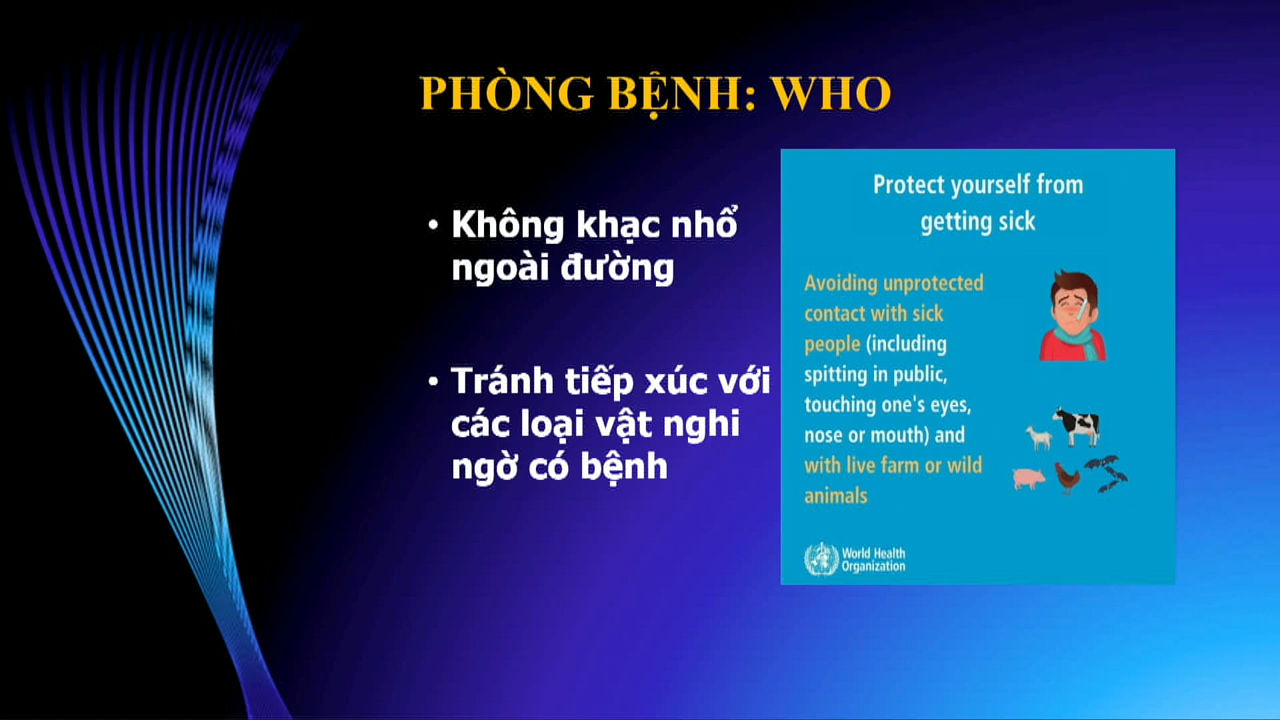 PHÒNG BỆNH: WHO
• Không khạc nhổ
ngoài đường
• Tránh tiếp xúc với
các loại vật nghi
ngờ có bệnh
Protect yourself from
getting sick
Avoiding unprotected
contact with sick
people (including
spitting in public,
touching one's eyes,
nose or mouth) and
with live farm or wild
animals
World Health
Organization